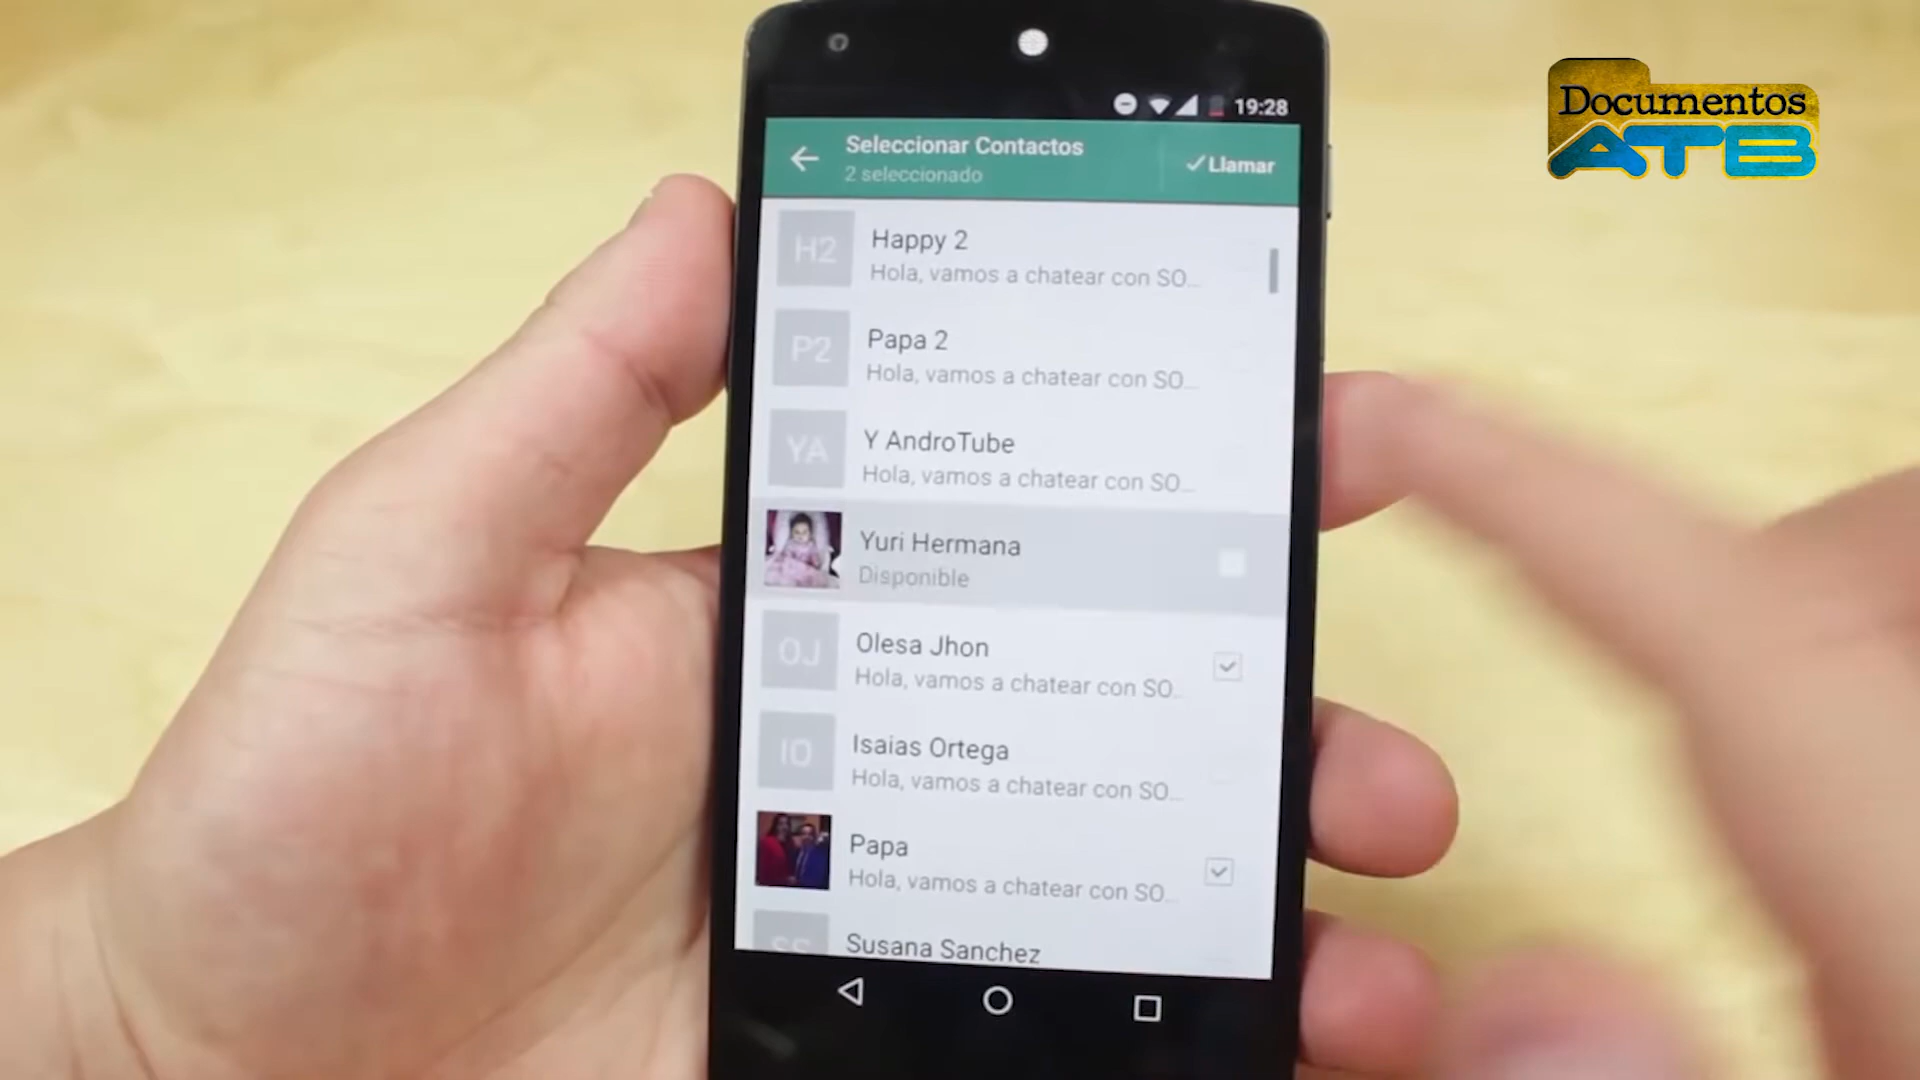 Documentos
ATB
19:28
Seleccionar Contactos
2 seleccionado
Llamar
H2
Happy 2
Hola, vamos a chatear con SO...
P2
Papa 2
Hola, vamos a chatear con SO...
YA
Y AndroTube
Hola, vamos a chatear con SO...
Yuri Hermana
Disponible
OJ
Olesa Jhon
Hola, vamos a chatear con SO...
IO
Isaias Ortega
Hola, vamos a chatear con SO...
Papa
Hola, vamos a chatear con SO...
SS
Susana Sanchez